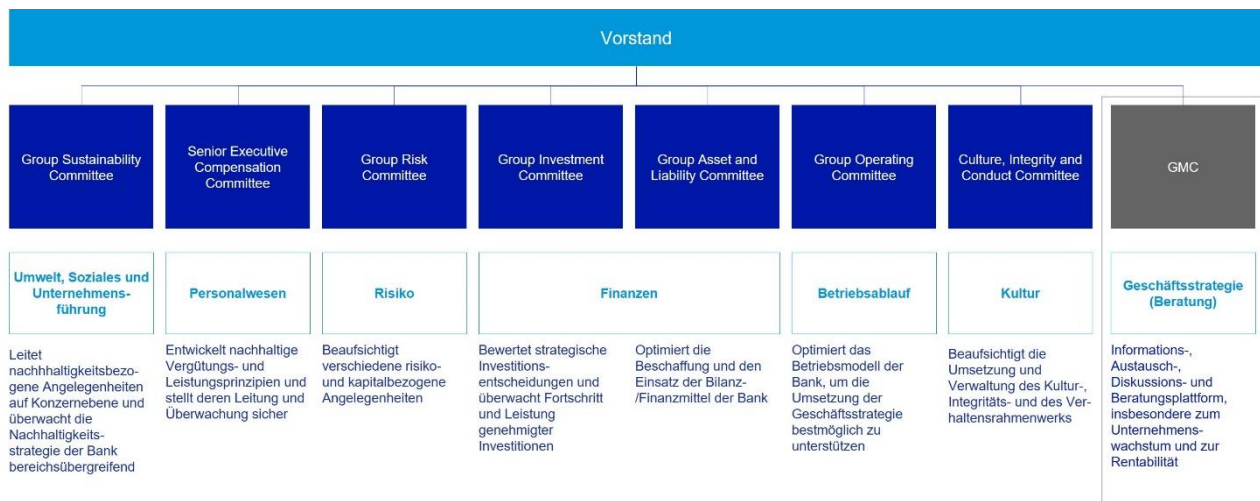 Vorstand
Group Sustainability
Committee
Senior Executive
Compensation
Committee
Group Risk
Committee
Group Investment
Committee
Group Asset and
Liability Committee
Group Operating
Committee
Culture, Integrity and
Conduct Committee
GMC
Umwelt, Soziales und
Unternehmens-
führung
Personalwesen
Risiko
Finanzen
Betriebsablauf
Kultur
Geschäftsstrategie
(Beratung)
Leitet
nachhhaltigkeitsbezo
gene Angelegenheiten
auf Konzernebene und
überwacht die
Nachhaltigkeits-
strategie der Bank
bereichsübergreifend
Entwickelt nachhaltige
Vergütungs- und
Leistungsprinzipien und
stellt deren Leitung und
Überwachung sicher
Beaufsichtigt
verschiedene risiko-
und kapitalbezogene
Angelegenheiten
Bewertet strategische
Investitions-
entscheidungen und
überwacht Fortschritt
und Leistung
genehmigter
Investitionen
Optimiert die
Beschaffung und den
Einsatz der Bilanz-
/Finanzmittel der Bank
Optimiert das
Betriebsmodell der
Bank, um die
Umsetzung der
Geschäftsstrategie
bestmöglich zu
unterstützen
Beaufsichtigt die
Umsetzung und
Verwaltung des Kultur-,
Integritäts- und des Ver-
haltensrahmenwerks
Informations-,
Austausch-,
Diskussions- und
Beratungsplattform,
insbesondere zum
Unternehmens
wachstum und zur
Rentabilität